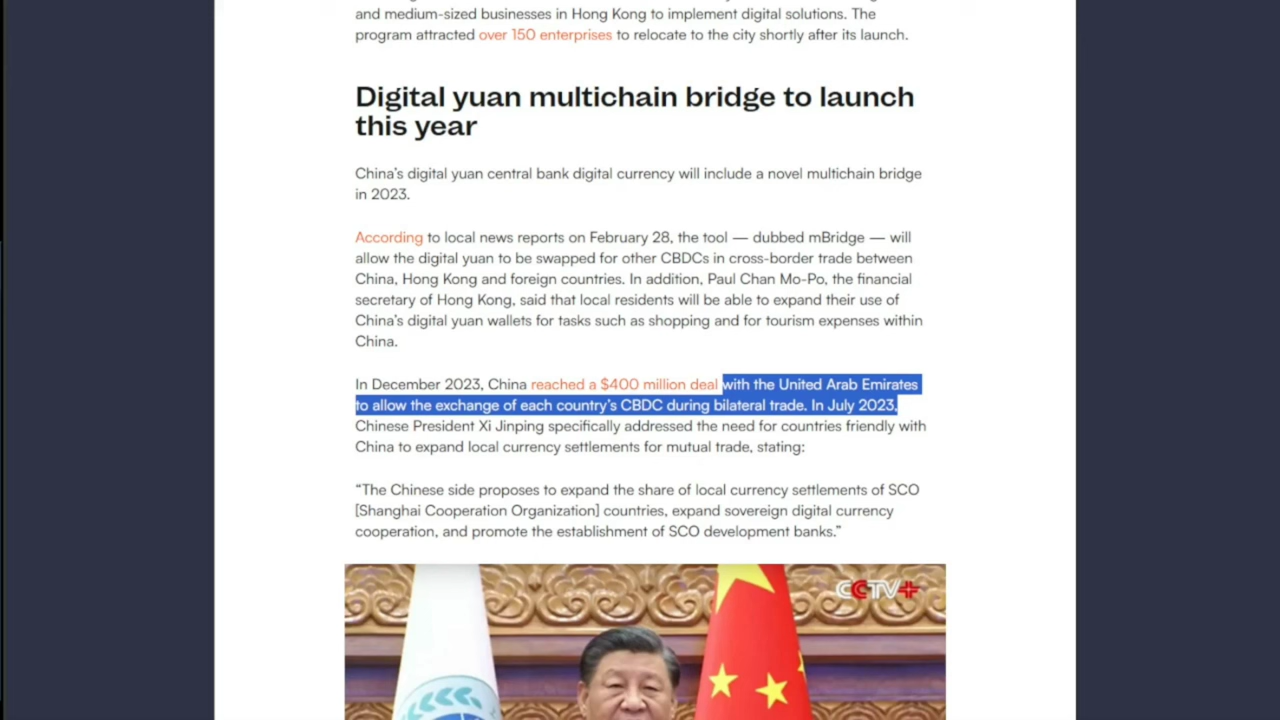 and medium-sized businesses in Hong Kong to implement digital solutions. The
program attracted over 150 enterprises to relocate to the city shortly after its launch.
Digital yuan multichain bridge to launch
this year
China's digital yuan central bank digital currency will include a novel multichain bridge
in 2023.
According to local news reports on February 28, the tool — dubbed mBridge — will
allow the digital yuan to be swapped for other CBDCs in cross-border trade between
China, Hong Kong and foreign countries. In addition, Paul Chan Mo-Po, the financial
secretary of Hong Kong, said that local residents will be able to expand their use of
China's digital yuan wallets for tasks such as shopping and for tourism expenses within
China.
In December 2023, China reached a $400 million deal with the United Arab Emirates
to allow the exchange of each country's CBDC during bilateral trade. In July 2023,
Chinese President Xi Jinping specifically addressed the need for countries friendly with
China to expand local currency settlements for mutual trade, stating:
“The Chinese side proposes to expand the share of local currency settlements of SCO
[Shanghai Cooperation Organization] countries, expand sovereign digital currency
cooperation, and promote the establishment of SCO development banks.”
CCTV+